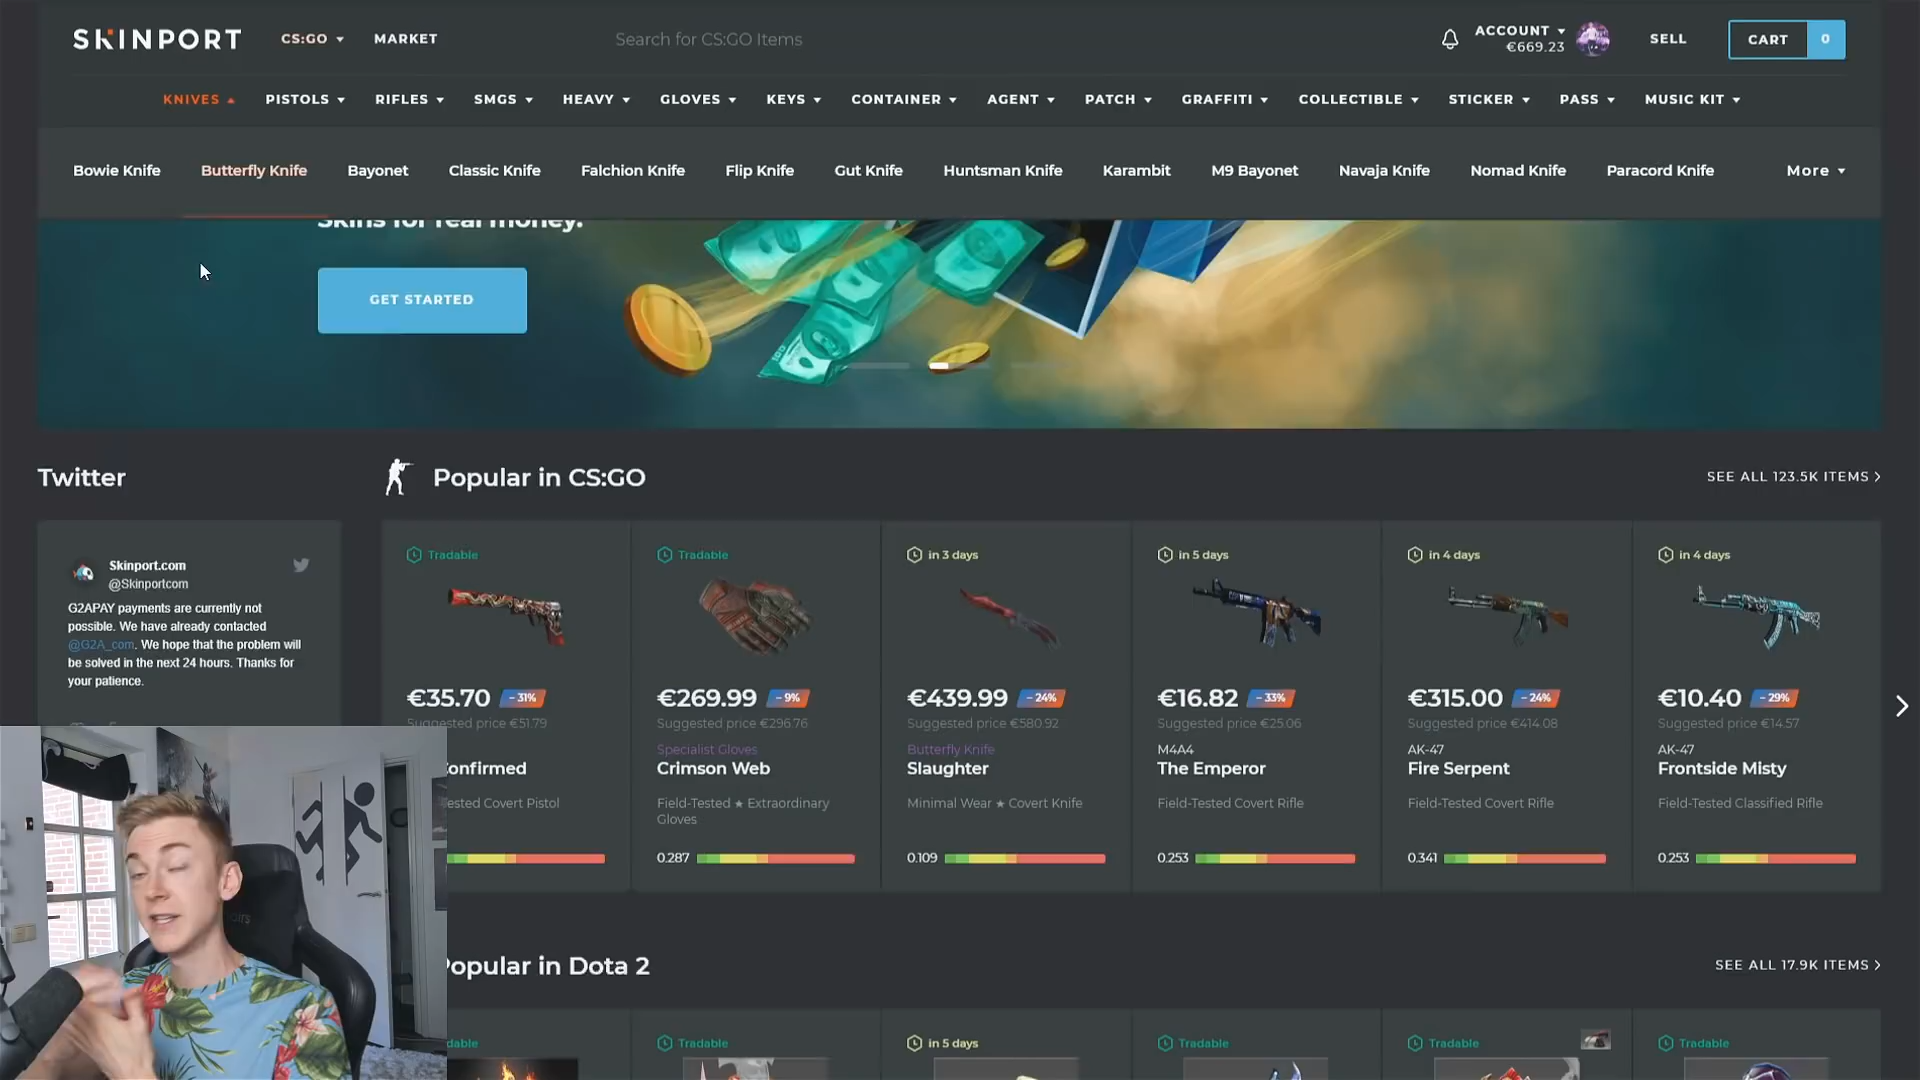 SKINPORT
CS:GO
MARKET
Search for CS:GO Items
ACCOUNT
€669.23
SELL
CART
0
KNIVES
PISTOLS
RIFLES
SMGS
HEAVY
GLOVES
KEYS
CONTAINER
AGENT
PATCH
GRAFFITI
COLLECTIBLE
STICKER
PASS
MUSIC KIT
Bowie Knife
Butterfly Knife
Bayonet
Classic Knife
Falchion Knife
Flip Knife
Gut Knife
Huntsman Knife
Karambit
M9 Bayonet
Navaja Knife
Nomad Knife
Paracord Knife
More
Skins for real money.
GET STARTED
Twitter
Popular in CS:GO
SEE ALL 123.5K ITEMS
Skinport.com
@Skinportcom
G2APAY payments are currently not
possible. We have already contacted
@G2A_com. We hope that the problem will
be solved in the next 24 hours. Thanks for
your patience.
Tradable
€35.70
- 31%
Suggested price €51.79
onfirmed
ested Covert Pistol
Tradable
€269.99
- 9%
Suggested price €296.76
Specialist Gloves
Crimson Web
Field-Tested ★ Extraordinary
Gloves
0.287
in 3 days
€439.99
- 24%
Suggested price €580.92
Butterfly Knife
Slaughter
Minimal Wear ★ Covert Knife
0.109
in 5 days
€16.82
- 33%
Suggested price €25.06
M4A4
The Emperor
Field-Tested Covert Rifle
0.253
in 4 days
€315.00
- 24%
Suggested price €414.08
AK-47
Fire Serpent
Field-Tested Covert Rifle
0.341
in 4 days
€10.40
- 29%
Suggested price €14.57
AK-47
Frontside Misty
Field-Tested Classified Rifle
0.253
Popular in Dota 2
SEE ALL 17.9K ITEMS
dable
Tradable
in 5 days
Tradable
Tradable
Tradable